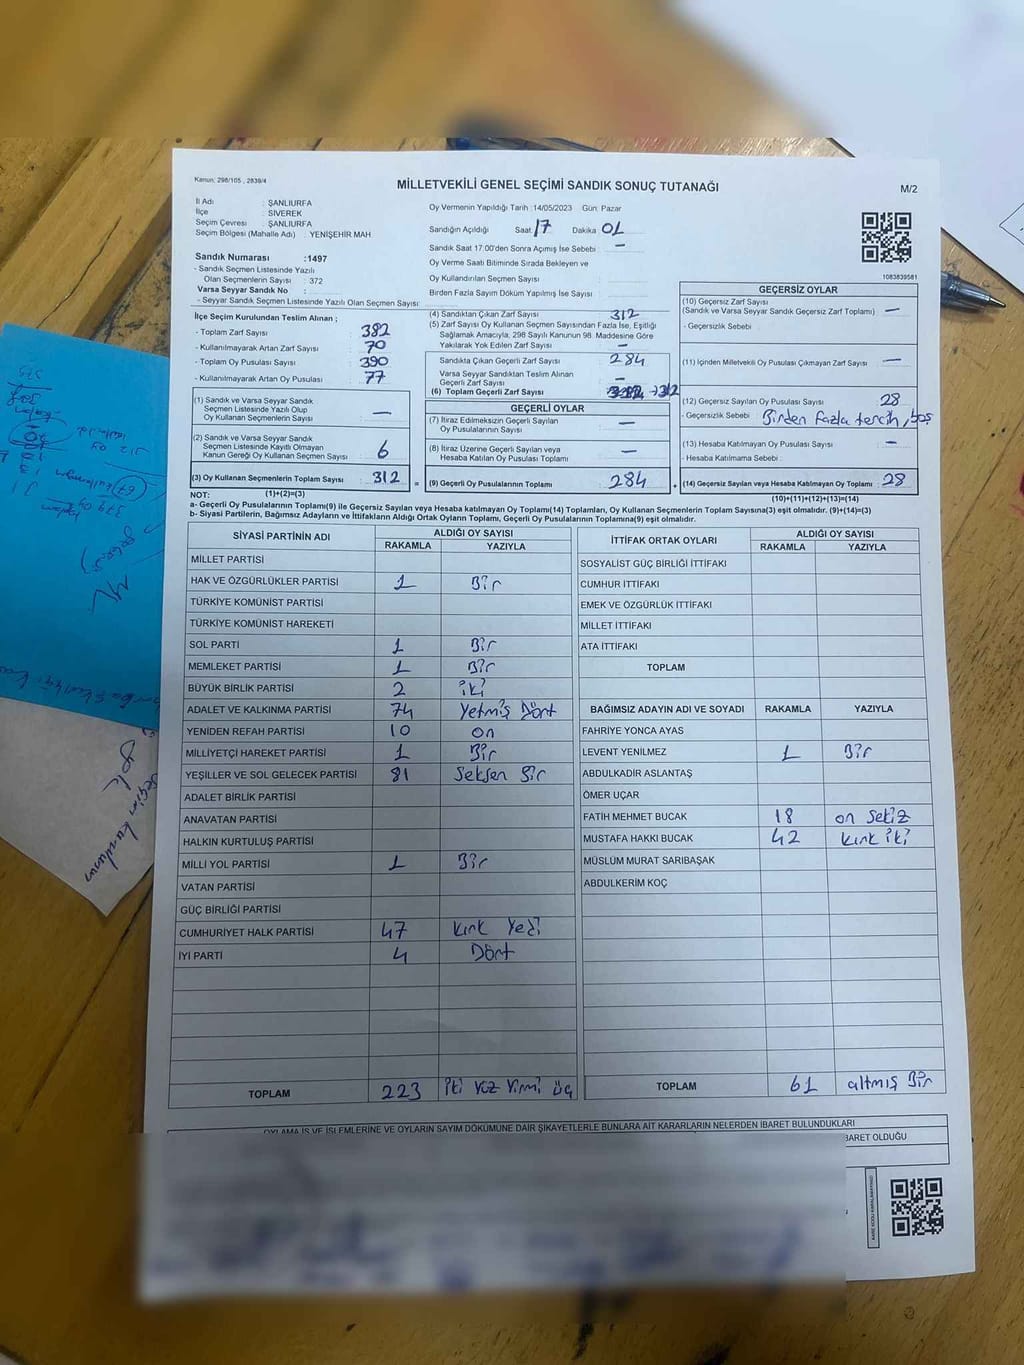 Kanun: 298/105 , 2839/4
MİLLETVEKİLİ GENEL SEÇİMİ SANDIK SONUÇ TUTANAĞI
M/2
İl Adı : ŞANLIURFA
İlçe : SİVEREK
Seçim Çevresi : ŞANLIURFA
Seçim Bölgesi (Mahalle Adı) : YENİŞEHİR MAH
Oy Vermenin Yapıldığı Tarih :14/05/2023 Gün: Pazar
Sandığın Açıldığı Saat 17 Dakika 01
Sandık Saat 17:00'den Sonra Açımış İse Sebebi : —
Oy Verme Saati Bitiminde Sırada Bekleyen ve
Oy Kullandırılan Seçmen Sayısı
Birden Fazla Sayım Döküm Yapılmış İse Sayısı
1083839581
Sandık Numarası :1497
- Sandık Seçmen Listesinde Yazılı
Olan Seçmenlerin Sayısı : 372
Varsa Seyyar Sandık No :
- Seyyar Sandık Seçmen Listesinde Yazılı Olan Seçmen Sayısı:
İlçe Seçim Kurulundan Teslim Alınan ;
- Toplam Zarf Sayısı 382
- Kullanılmayarak Artan Zarf Sayısı : 70
- Toplam Oy Pusulası Sayısı : 390
- Kullanılmayarak Artan Oy Pusulası : 77
(1) Sandık ve Varsa Seyyar Sandık
Seçmen Listesinde Yazılı Olup
Oy Kullanan Seçmenlerin Sayısı —
(2) Sandık ve Varsa Seyyar Sandık
Seçmen Listesinde Kayıtlı Olmayan
Kanun Gereği Oy Kullanan Seçmen Sayısı 6
(3) Oy Kullanan Seçmenlerin Toplam Sayısı 312
(1)+(2)=(3)
(4) Sandıktan Çıkan Zarf Sayısı : 312
(5) Zarf Sayısı Oy Kullanan Seçmen Sayısından Fazla İse, Eşitliği
Sağlamak Amacıyla, 298 Sayılı Kanunun 98. Maddesine Göre
Yakılarak Yok Edilen Zarf Sayısı : —
Sandıkta Çıkan Geçerli Zarf Sayısı : 284
Varsa Seyyar Sandıktan Teslim Alınan
Geçerli Zarf Sayısı : —
(6) Toplam Geçerli Zarf Sayısı 312
GEÇERLİ OYLAR
(7) İtiraz Edilmeksizin Geçerli Sayılan
Oy Pusulalarının Sayısı : —
(8) İtiraz Üzerine Geçerli Sayılan veya
Hesaba Katılan Oy Pusulası Toplamı : —
= (9) Geçerli Oy Pusulalarının Toplamı : 284
GEÇERSİZ OYLAR
(10) Geçersiz Zarf Sayısı
(Sandık ve Varsa Seyyar Sandık Geçersiz Zarf Toplamı) : —
- Geçersizlik Sebebi
(11) İçinden Milletvekili Oy Pusulası Çıkmayan Zarf Sayısı : —
(12) Geçersiz Sayılan Oy Pusulası Sayısı : 28
- Geçersizlik Sebebi : Birden fazla tercih, boş
(13) Hesaba Katılmayan Oy Pusulası Sayısı : —
- Hesaba Katılmama Sebebi :
+ (14) Geçersiz Sayılan veya Hesaba Katılmayan Oy Toplamı : 28
(10)+(11)+(12)+(13)=(14)
NOT:
a- Geçerli Oy Pusulalarının Toplamı(9) ile Geçersiz Sayılan veya Hesaba katılmayan Oy Toplamı(14) Toplamları, Oy Kullanan Seçmenlerin Toplam Sayısına(3) eşit olmalıdır. (9)+(14)=(3)
b- Siyasi Partilerin, Bağımsız Adayların ve İttifakların Aldığı Ortak Oyların Toplamı, Geçerli Oy Pusulalarının Toplamına(9) eşit olmalıdır.
SİYASİ PARTİNİN ADI ALDIĞI OY SAYISI
RAKAMLA YAZIYLA
MİLLET PARTİSİ
HAK VE ÖZGÜRLÜKLER PARTİSİ 1 Bir
TÜRKİYE KOMÜNİST PARTİSİ
TÜRKİYE KOMÜNİST HAREKETİ
SOL PARTİ 1 Bir
MEMLEKET PARTİSİ 1 Bir
BÜYÜK BİRLİK PARTİSİ 2 iki
ADALET VE KALKINMA PARTİSİ 74 Yetmiş Dört
YENİDEN REFAH PARTİSİ 10 on
MİLLİYETÇİ HAREKET PARTİSİ 1 Bir
YEŞİLLER VE SOL GELECEK PARTİSİ 81 Seksen Bir
ADALET BİRLİK PARTİSİ
ANAVATAN PARTİSİ
HALKIN KURTULUŞ PARTİSİ
MİLLİ YOL PARTİSİ 1 Bir
VATAN PARTİSİ
GÜÇ BİRLİĞİ PARTİSİ
CUMHURİYET HALK PARTİSİ 47 Kırk Yedi
İYİ PARTİ 4 Dört
TOPLAM 223 iki Yüz Yirmi üç
İTTİFAK ORTAK OYLARI ALDIĞI OY SAYISI
RAKAMLA YAZIYLA
SOSYALİST GÜÇ BİRLİĞİ İTTİFAKI
CUMHUR İTTİFAKI
EMEK VE ÖZGÜRLÜK İTTİFAKI
MİLLET İTTİFAKI
ATA İTTİFAKI
TOPLAM
BAĞIMSIZ ADAYIN ADI VE SOYADI RAKAMLA YAZIYLA
FAHRİYE YONCA AYAS
LEVENT YENİLMEZ 1 Bir
ABDULKADİR ASLANTAŞ
ÖMER UÇAR
FATİH MEHMET BUCAK 18 on Sekiz
MUSTAFA HAKKI BUCAK 42 Kırk iki
MÜSLÜM MURAT SARIBAŞAK
ABDULKERİM KOÇ
TOPLAM 61 altmış Bir
OYLAMA İŞ VE İŞLEMLERİNE VE OYLARIN SAYIM DÖKÜMÜNE DAİR ŞİKAYETLERLE BUNLARA AİT KARARLARIN NELERDEN İBARET BULUNDUKLARI
BARET OLDUĞU